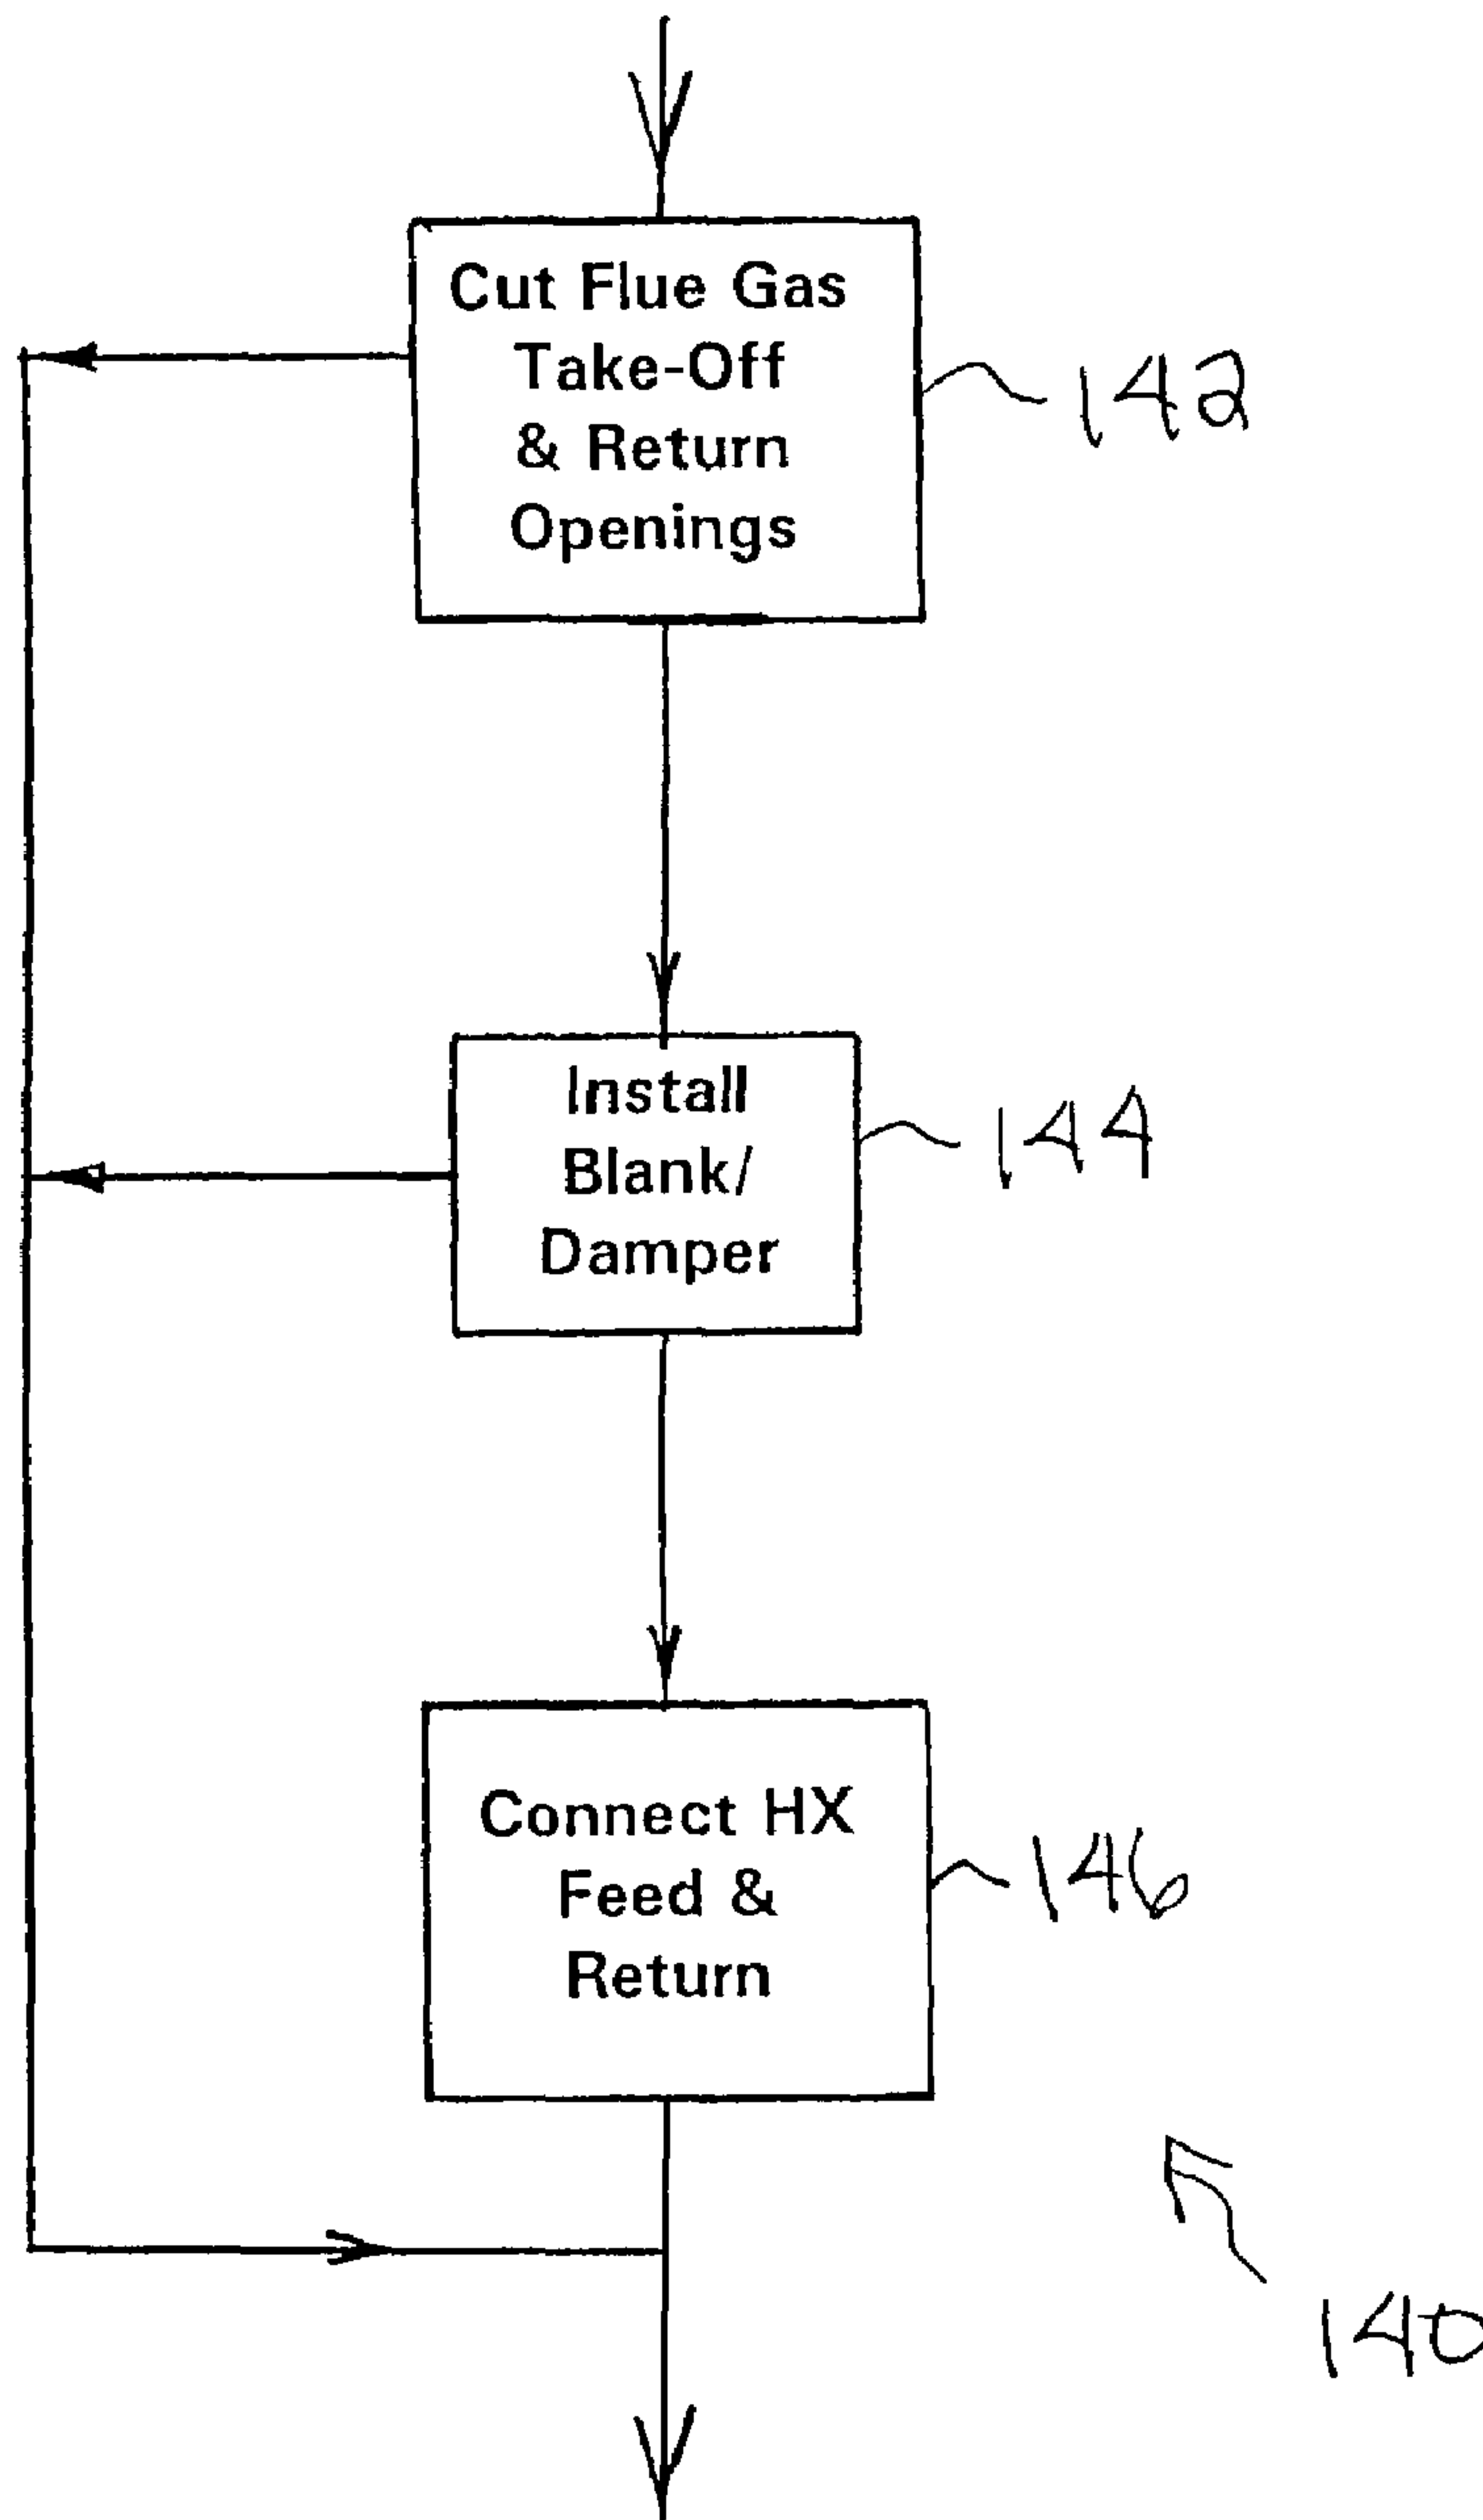 Cut Flue Gas
Take-Off
& Return
Openings
142
Install
Blank/
Damper
144
Connect HX
Feed &
Return
146
140